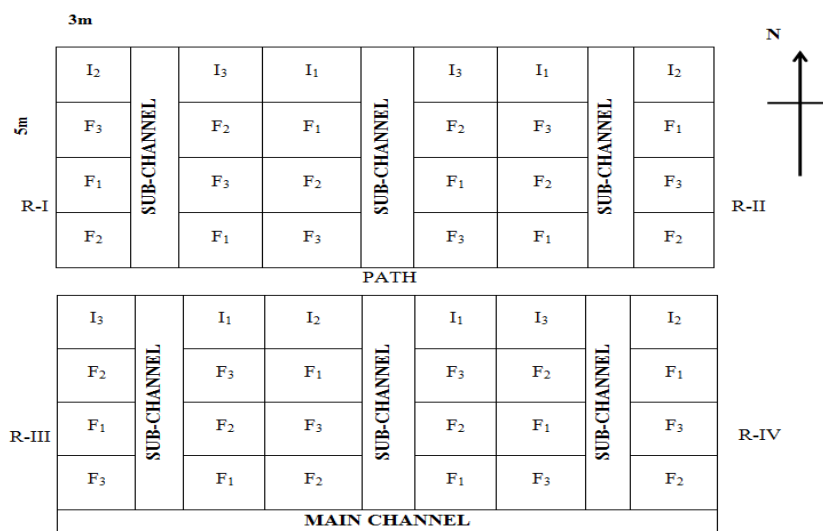 3m
N
I₂ I₃ I₁ I₃ I₁ I₂
5m
F₃ F₂ F₁ F₂ F₃ F₁
SUB-CHANNEL SUB-CHANNEL SUB-CHANNEL
F₁ F₃ F₂ F₁ F₂ F₃
R-I R-II
F₂ F₁ F₃ F₃ F₁ F₂
PATH
I₃ I₁ I₂ I₁ I₃ I₂
F₂ F₃ F₁ F₃ F₂ F₁
SUB-CHANNEL SUB-CHANNEL SUB-CHANNEL
F₁ F₂ F₃ F₂ F₁ F₃
R-III R-IV
F₃ F₁ F₂ F₁ F₃ F₂
MAIN CHANNEL